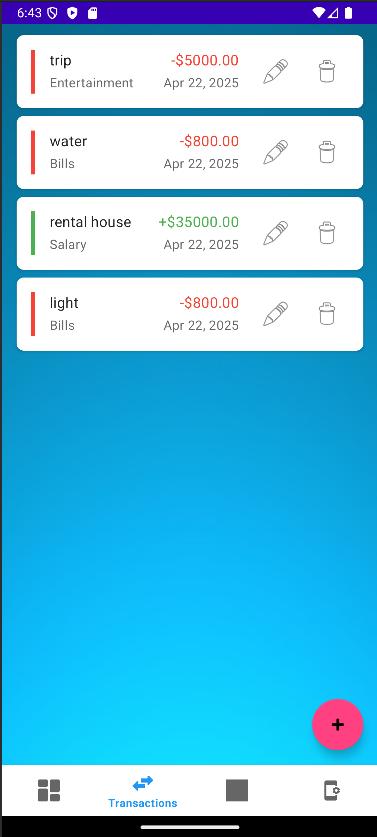 6:43
trip -$5000.00
Entertainment Apr 22, 2025
water -$800.00
Bills Apr 22, 2025
rental house +$35000.00
Salary Apr 22, 2025
light -$800.00
Bills Apr 22, 2025
+
Transactions